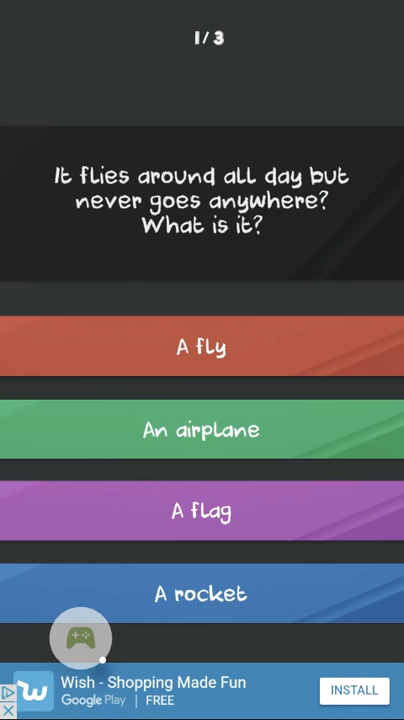 1/3
It flies around all day but
never goes anywhere?
What is it?
A fly
An airplane
A flag
A rocket
Wish - Shopping Made Fun
Google Play | FREE
INSTALL